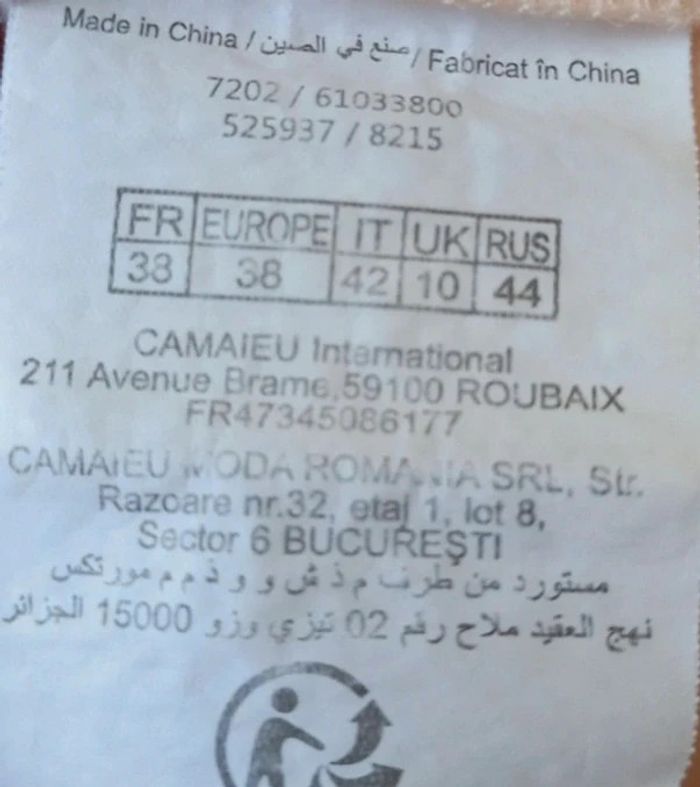 Made in China / صنع في الصين / Fabricat în China
7202 / 61033800
525937 / 8215
FR EUROPE IT UK RUS
38 38 42 10 44
CAMAIEU International
211 Avenue Brame,59100 ROUBAIX
FR47345086177
CAMAIEU MODA ROMANIA SRL, Str.
Razoare nr.32, etaj 1, lot 8,
Sector 6 BUCUREŞTI
مستورد من طرف م ذ ش و و ذ م م مورتكس
نهج العقيد ملاح رقم 02 تيزي وزو 15000 الجزائر